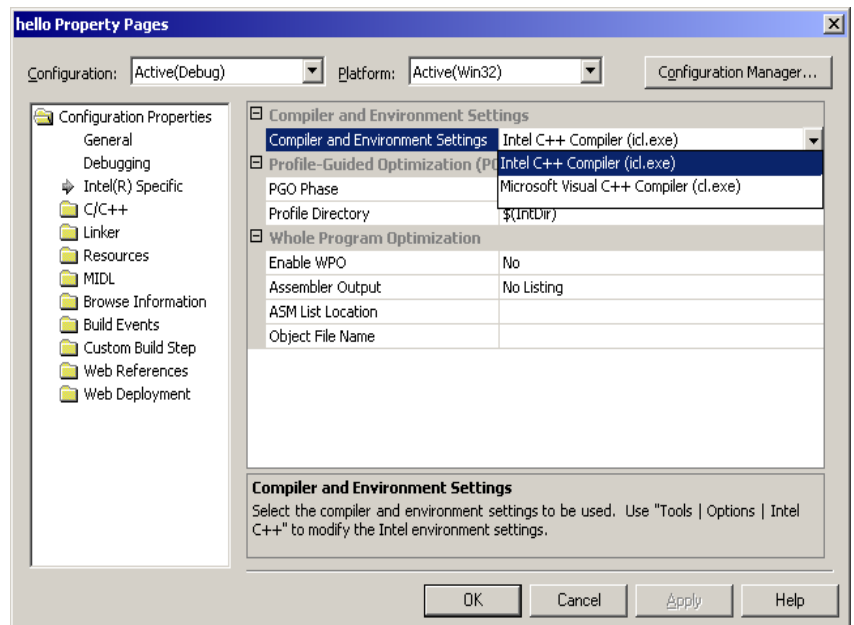 hello Property Pages
Configuration: Active(Debug) Platform: Active(Win32) Configuration Manager...
Configuration Properties
General
Debugging
Intel(R) Specific
C/C++
Linker
Resources
MIDL
Browse Information
Build Events
Custom Build Step
Web References
Web Deployment
Compiler and Environment Settings
Compiler and Environment Settings Intel C++ Compiler (icl.exe)
Profile-Guided Optimization (PG
Intel C++ Compiler (icl.exe)
PGO Phase
Microsoft Visual C++ Compiler (cl.exe)
Profile Directory $(IntDir)
Whole Program Optimization
Enable WPO No
Assembler Output No Listing
ASM List Location
Object File Name
Compiler and Environment Settings
Select the compiler and environment settings to be used. Use "Tools | Options | Intel
C++" to modify the Intel environment settings.
OK Cancel Apply Help